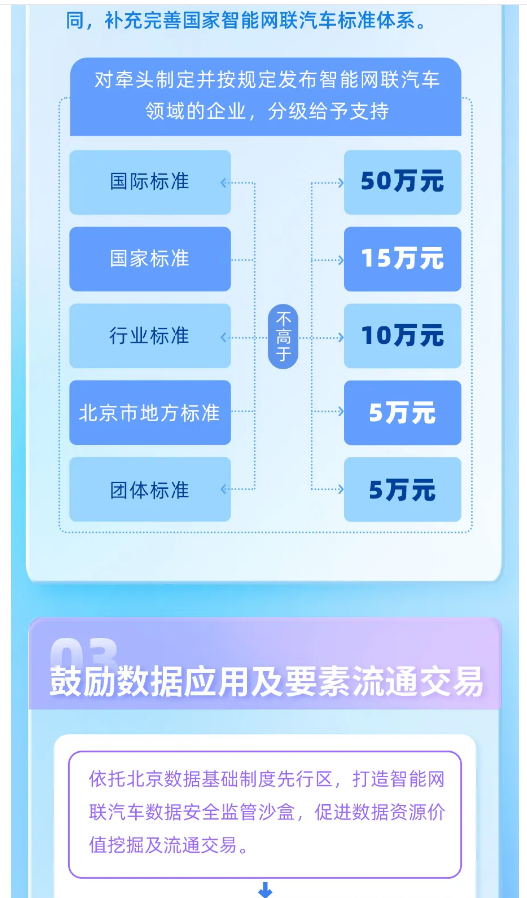 同，补充完善国家智能网联汽车标准体系。
对牵头制定并按规定发布智能网联汽车
领域的企业，分级给予支持
国际标准
50万元
国家标准
15万元
不高于
行业标准
10万元
北京市地方标准
5万元
团体标准
5万元
03
鼓励数据应用及要素流通交易
依托北京数据基础制度先行区，打造智能网
联汽车数据安全监管沙盒，促进数据资源价
值挖掘及流通交易。